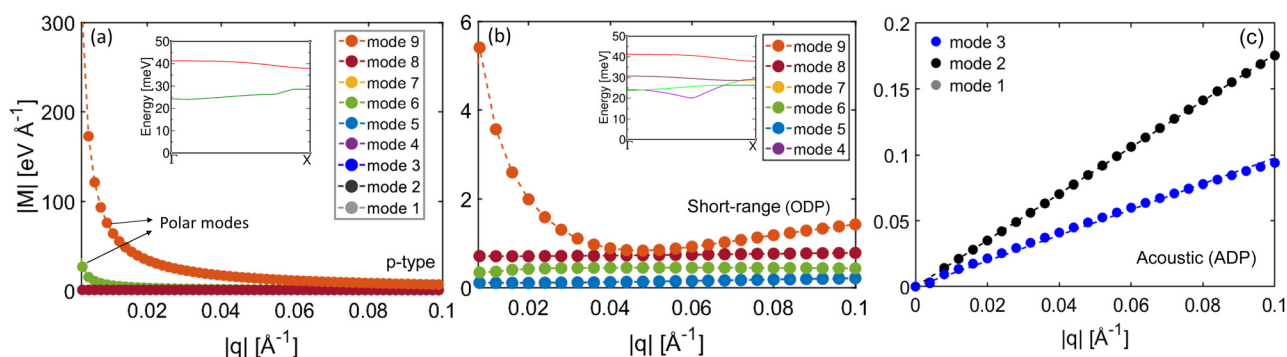 |M| [eV Å⁻¹]
300
200
100
0
(a)
Energy [meV]
50
40
30
20
10
0
Γ
X
mode 9
mode 8
mode 7
mode 6
mode 5
mode 4
mode 3
mode 2
mode 1
Polar modes
p-type
0.02
0.04
0.06
0.08
0.1
|q| [Å⁻¹]
6
4
2
0
(b)
Energy [meV]
50
40
30
20
10
0
Γ
X
mode 9
mode 8
mode 7
mode 6
mode 5
mode 4
Short-range (ODP)
0.02
0.04
0.06
0.08
0.1
|q| [Å⁻¹]
0.2
0.15
0.1
0.05
0
(c)
mode 3
mode 2
mode 1
Acoustic (ADP)
0
0.02
0.04
0.06
0.08
0.1
|q| [Å⁻¹]